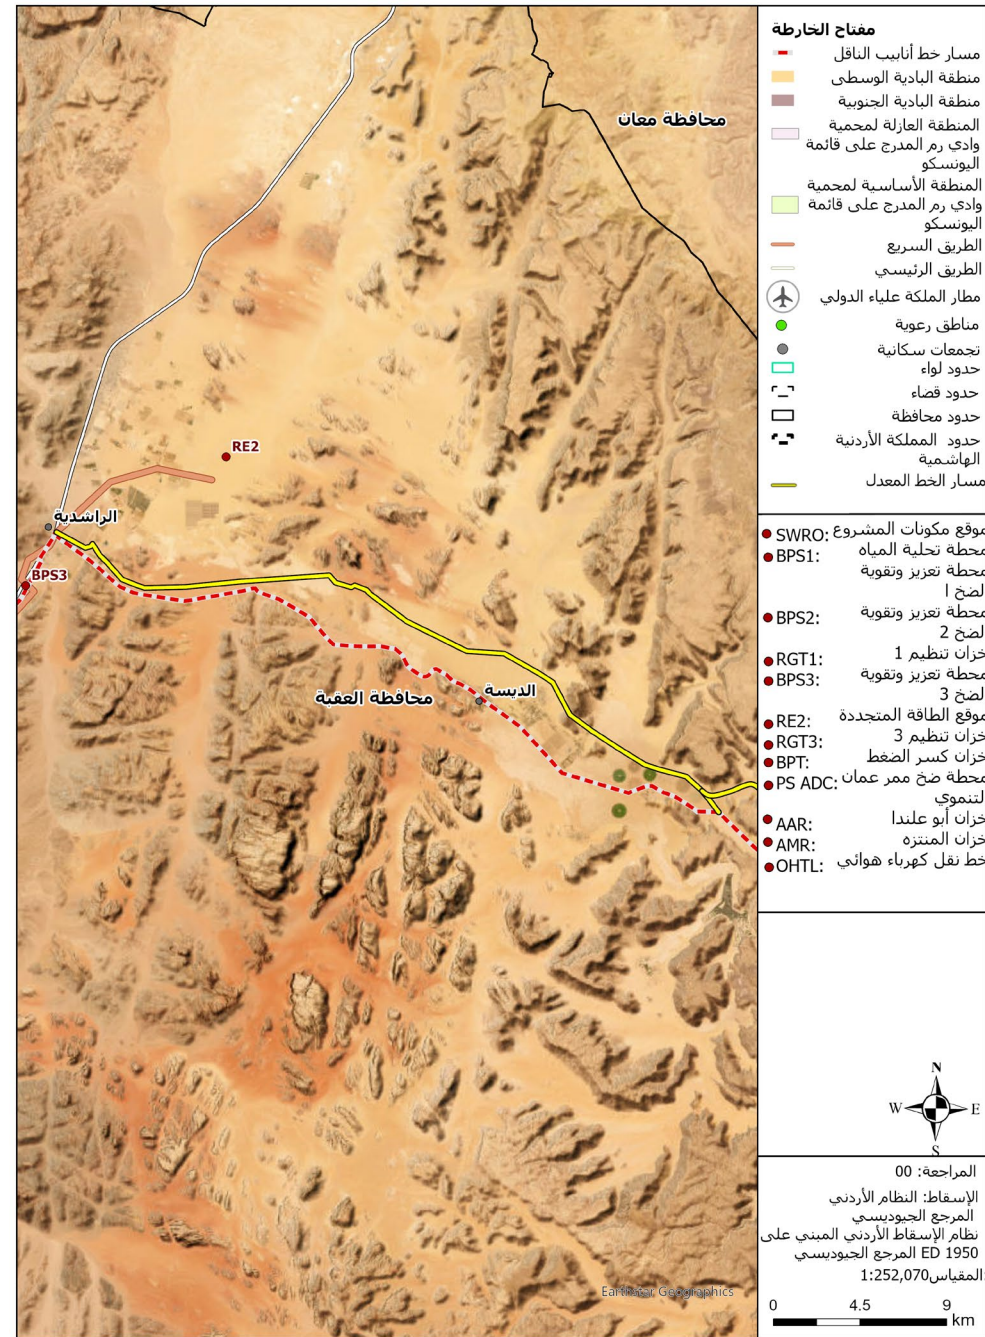 محافظة معان
RE2
الراشدية
BPS3
محافظة العقبة
الديسة
Earthstar Geographics
مفتاح الخارطة
مسار خط أنابيب الناقل
منطقة البادية الوسطى
منطقة البادية الجنوبية
المنطقة العازلة لمحمية
وادي رم المدرج على قائمة
اليونسكو
المنطقة الأساسية لمحمية
وادي رم المدرج على قائمة
اليونسكو
الطريق السريع
الطريق الرئيسي
مطار الملكة علياء الدولي
مناطق رعوية
تجمعات سكانية
حدود لواء
حدود قضاء
حدود محافظة
حدود المملكة الأردنية
الهاشمية
مسار الخط المعدل
موقع مكونات المشروع
SWRO: محطة تحلية المياه
BPS1: محطة تعزيز وتقوية
لضخ ا
BPS2: محطة تعزيز وتقوية
لضخ 2
RGT1: خزان تنظيم 1
BPS3: محطة تعزيز وتقوية
لضخ 3
RE2: موقع الطاقة المتجددة
RGT3: خزان تنظيم 3
BPT: خزان كسر الضغط
PS ADC: محطة ضخ ممر عمان
لتنموي
AAR: خزان أبو علندا
AMR: خزان المنتزه
OHTL: خط نقل كهرباء هوائي
N
W E
S
المراجعة: 00
الإسقاط: النظام الأردني
المرجع الجيوديسي
نظام الإسقاط الأردني المبني على
ED 1950 المرجع الجيوديسي
المقياس1:252,070
0 4.5 9
km